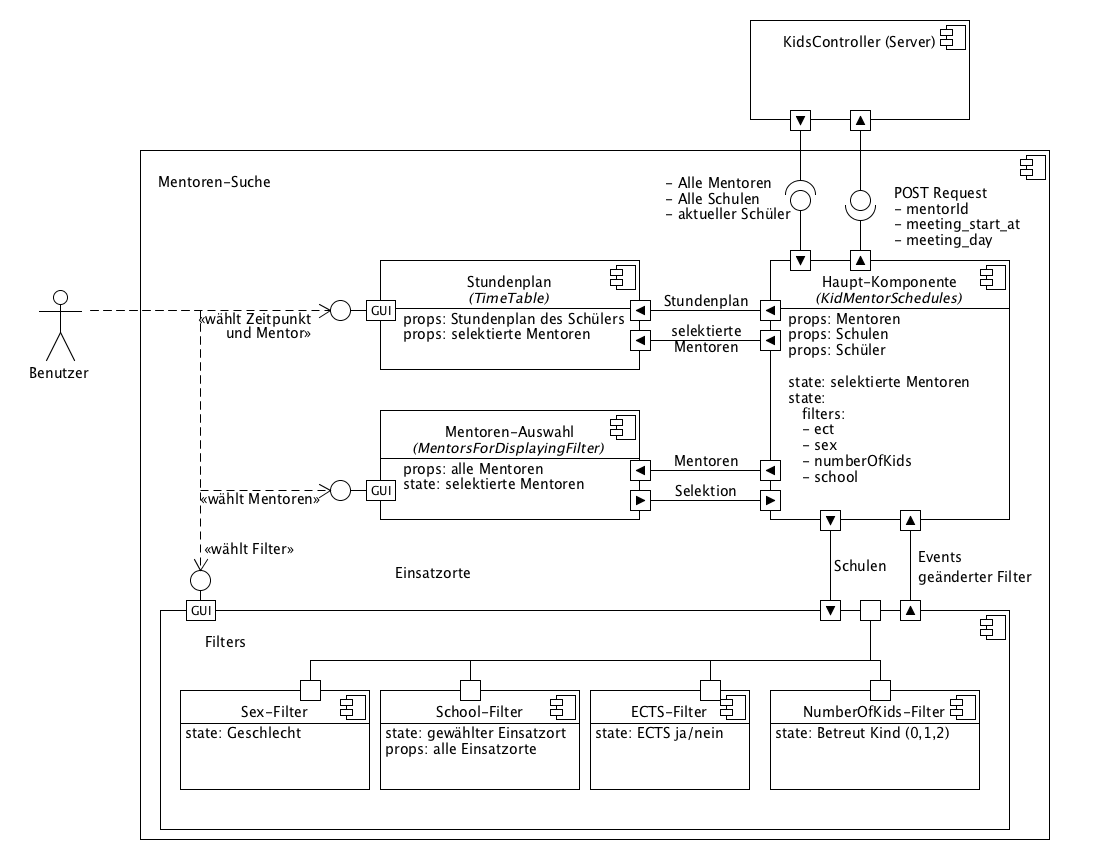 KidsController (Server)
Mentoren-Suche
- Alle Mentoren
- Alle Schulen
- aktueller Schüler
POST Request
- mentorId
- meeting_start_at
- meeting_day
Stundenplan
(TimeTable)
GUI
props: Stundenplan des Schülers
props: selektierte Mentoren
Stundenplan
selektierte
Mentoren
Haupt-Komponente
(KidMentorSchedules)
props: Mentoren
props: Schulen
props: Schüler
state: selektierte Mentoren
state:
filters:
- ect
- sex
- numberOfKids
- school
«wählt Zeitpunkt
und Mentor»
Benutzer
Mentoren-Auswahl
(MentorsForDisplayingFilter)
props: alle Mentoren
state: selektierte Mentoren
GUI
Mentoren
Selektion
«wählt Mentoren»
«wählt Filter»
Einsatzorte
Schulen
Events
geänderter Filter
GUI
Filters
Sex-Filter
state: Geschlecht
School-Filter
state: gewählter Einsatzort
props: alle Einsatzorte
ECTS-Filter
state: ECTS ja/nein
NumberOfKids-Filter
state: Betreut Kind (0,1,2)